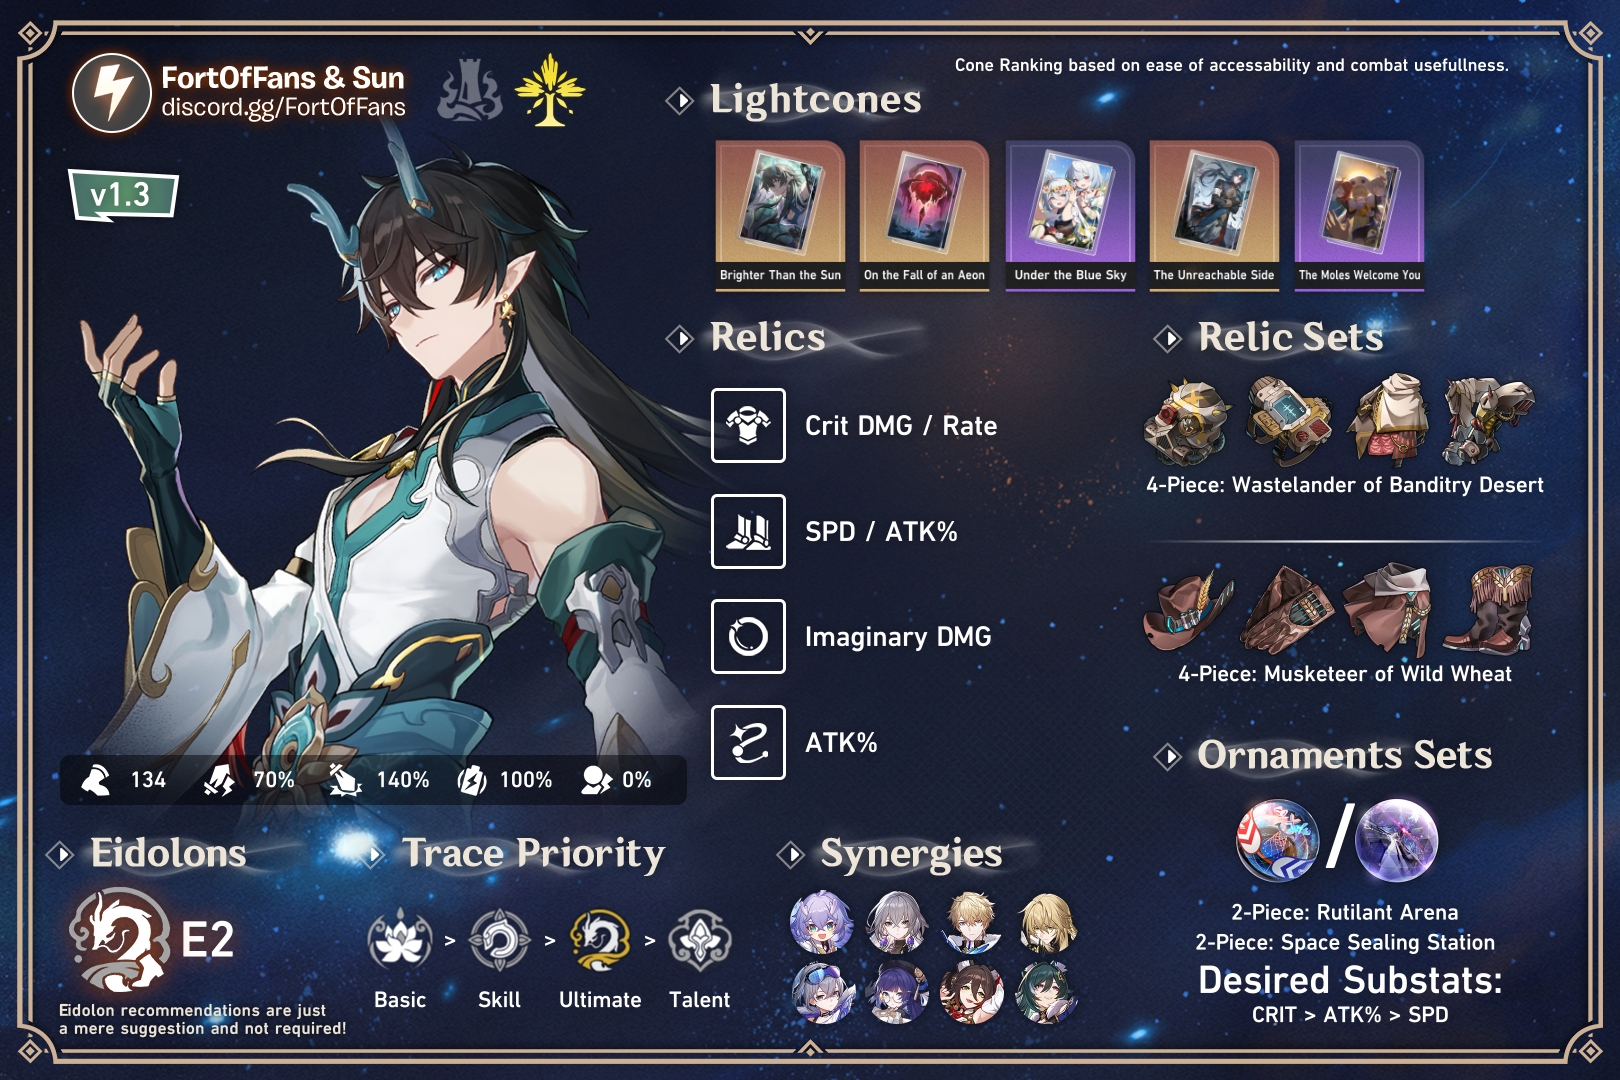 FortOfFans & Sun
discord.gg/FortOfFans
v1.3
Cone Ranking based on ease of accessability and combat usefullness.
Lightcones
Brighter Than the Sun
On the Fall of an Aeon
Under the Blue Sky
The Unreachable Side
The Moles Welcome You
Relics
Crit DMG / Rate
SPD / ATK%
Imaginary DMG
ATK%
Relic Sets
4-Piece: Wastelander of Banditry Desert
4-Piece: Musketeer of Wild Wheat
Ornaments Sets
/
2-Piece: Rutilant Arena
2-Piece: Space Sealing Station
Desired Substats:
CRIT > ATK% > SPD
134 70% 140% 100% 0%
Eidolons
E2
Eidolon recommendations are just
a mere suggestion and not required!
Trace Priority
> > >
Basic Skill Ultimate Talent
Synergies